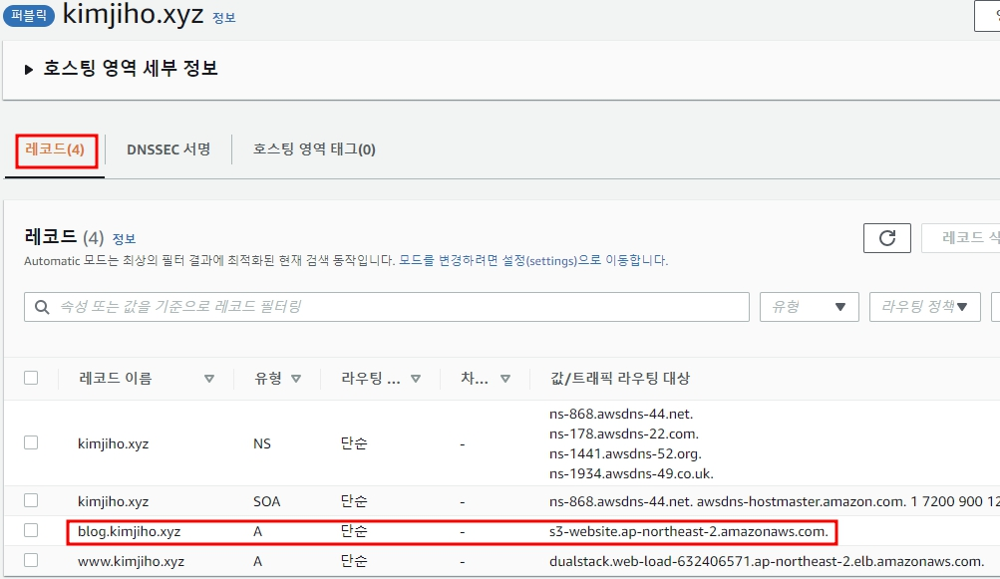 퍼블릭 kimjiho.xyz 정보
호스팅 영역 세부 정보
레코드(4) DNSSEC 서명 호스팅 영역 태그(0)
레코드 (4) 정보
레코드
Automatic 모드는 최상의 필터 결과에 최적화된 현재 검색 동작입니다. 모드를 변경하려면 설정(settings)으로 이동합니다.
속성 또는 값을 기준으로 레코드 필터링 유형 라우팅 정책
레코드 이름 유형 라우팅 ... 차... 값/트래픽 라우팅 대상
kimjiho.xyz NS 단순 - ns-868.awsdns-44.net.
ns-178.awsdns-22.com.
ns-1441.awsdns-52.org.
ns-1934.awsdns-49.co.uk.
kimjiho.xyz SOA 단순 - ns-868.awsdns-44.net. awsdns-hostmaster.amazon.com. 1 7200 900 12
blog.kimjiho.xyz A 단순 - s3-website.ap-northeast-2.amazonaws.com.
www.kimjiho.xyz A 단순 - dualstack.web-load-632406571.ap-northeast-2.elb.amazonaws.com.